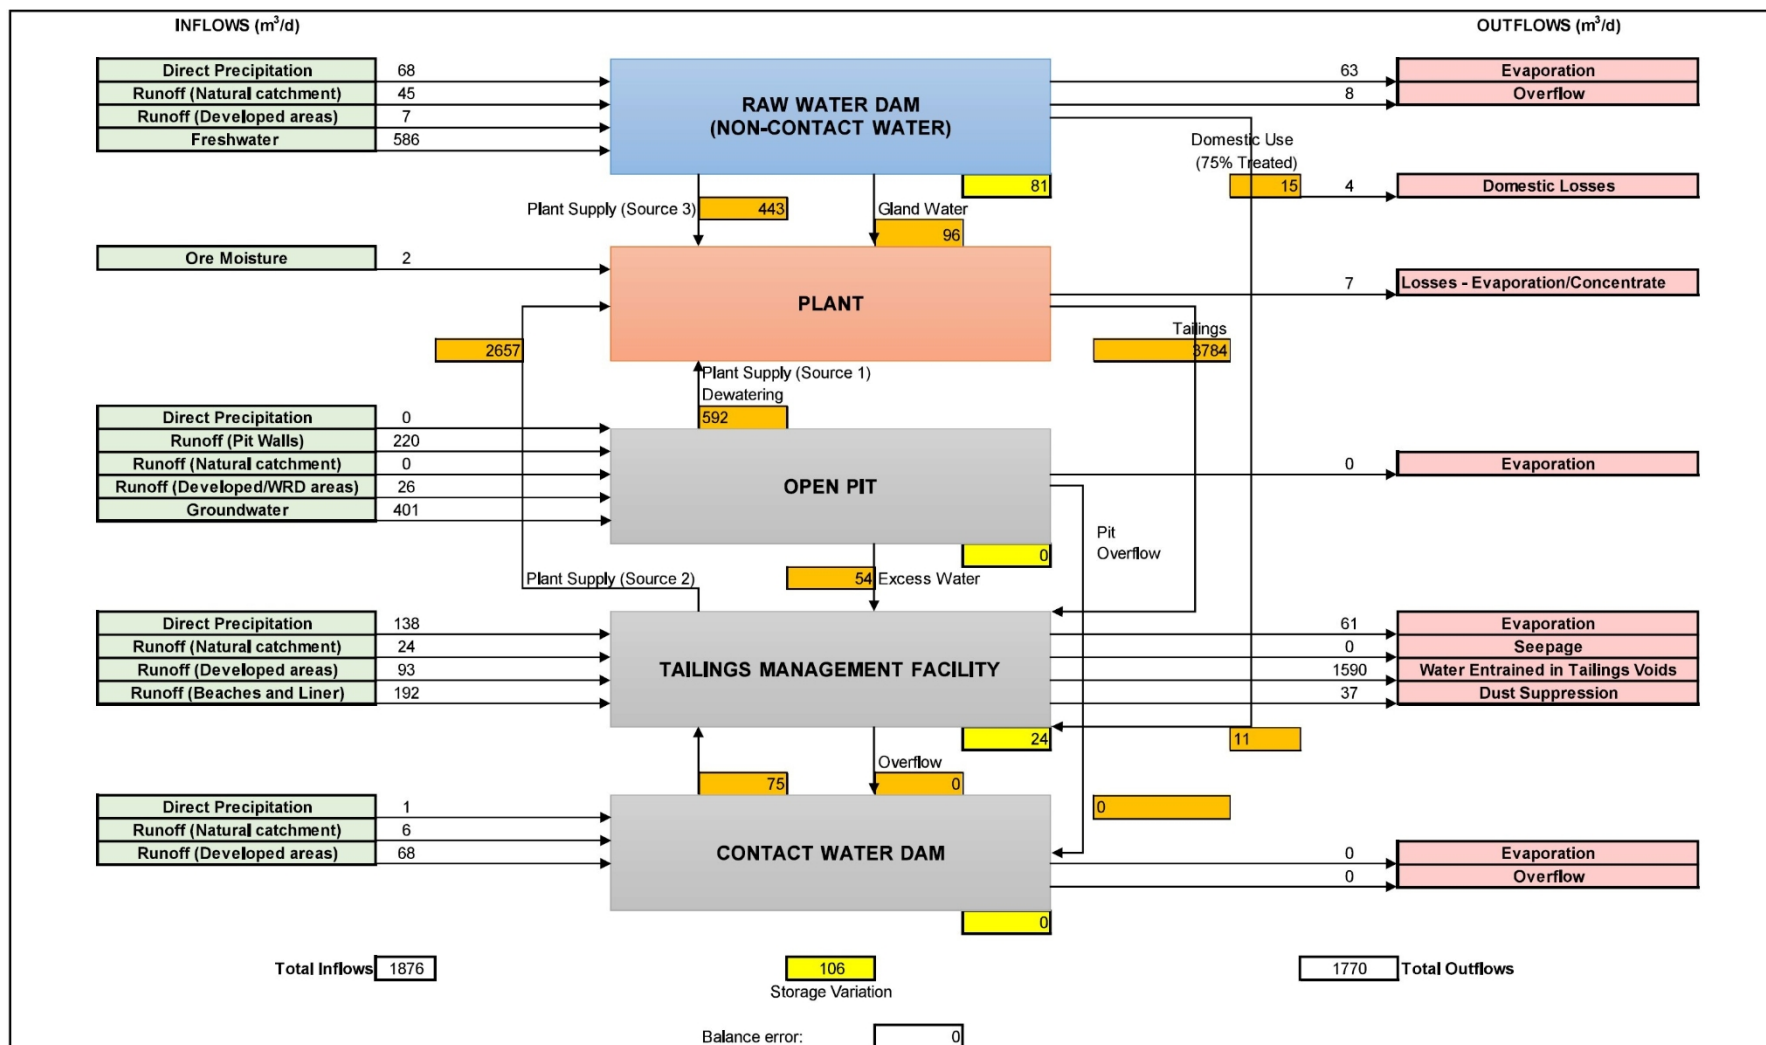 INFLOWS (m³/d)
OUTFLOWS (m³/d)
Direct Precipitation 68
Runoff (Natural catchment) 45
Runoff (Developed areas) 7
Freshwater 586
RAW WATER DAM
(NON-CONTACT WATER)
81
63 Evaporation
8 Overflow
Domestic Use
(75% Treated)
15
4 Domestic Losses
Plant Supply (Source 3) 443
Gland Water
96
Ore Moisture 2
PLANT
7 Losses - Evaporation/Concentrate
Tailings
3784
2657
Plant Supply (Source 1)
Dewatering
592
Direct Precipitation 0
Runoff (Pit Walls) 220
Runoff (Natural catchment) 0
Runoff (Developed/WRD areas) 26
Groundwater 401
OPEN PIT
0
0 Evaporation
Pit
Overflow
Plant Supply (Source 2)
54 Excess Water
Direct Precipitation 138
Runoff (Natural catchment) 24
Runoff (Developed areas) 93
Runoff (Beaches and Liner) 192
TAILINGS MANAGEMENT FACILITY
24
61 Evaporation
0 Seepage
1590 Water Entrained in Tailings Voids
37 Dust Suppression
11
75
Overflow
0
0
Direct Precipitation 1
Runoff (Natural catchment) 6
Runoff (Developed areas) 68
CONTACT WATER DAM
0
0 Evaporation
0 Overflow
Total Inflows 1876
106
Storage Variation
1770 Total Outflows
Balance error: 0